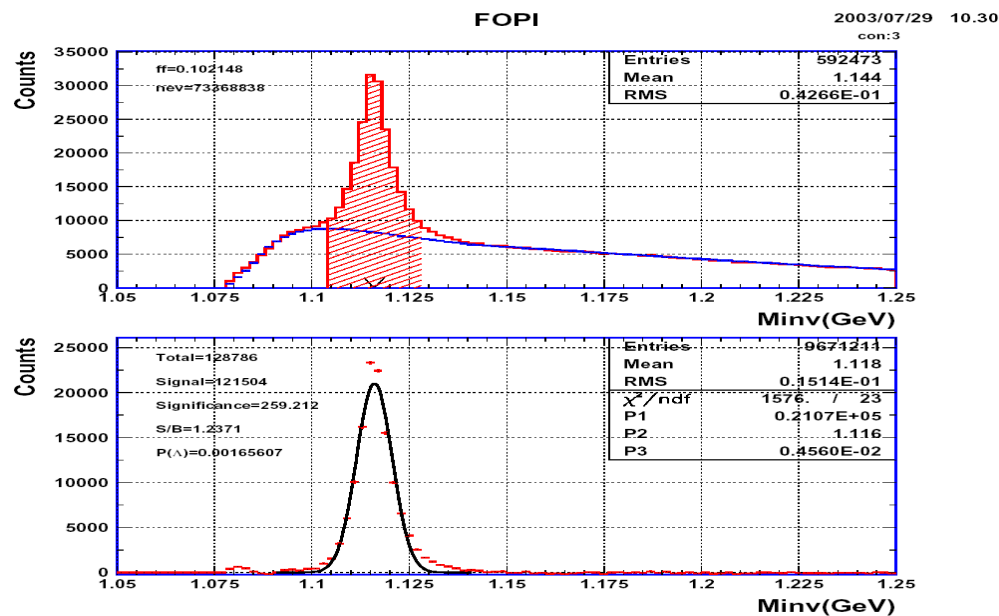 FOPI
2003/07/29 10.30
con:3
Counts
35000
30000
25000
20000
15000
10000
5000
0
ff=0.102148
nev=73368838
Entries 592473
Mean 1.144
RMS 0.4266E-01
1.05 1.075 1.1 1.125 1.15 1.175 1.2 1.225 1.25
Minv(GeV)
Counts
25000
20000
15000
10000
5000
0
Total=128786
Signal=121504
Significance=259.212
S/B=1.2371
P(Λ)=0.00165607
Entries 9671211
Mean 1.118
RMS 0.1514E-01
χ²/ndf 1576. / 23
P1 0.2107E+05
P2 1.116
P3 0.4560E-02
1.05 1.075 1.1 1.125 1.15 1.175 1.2 1.225 1.25
Minv(GeV)